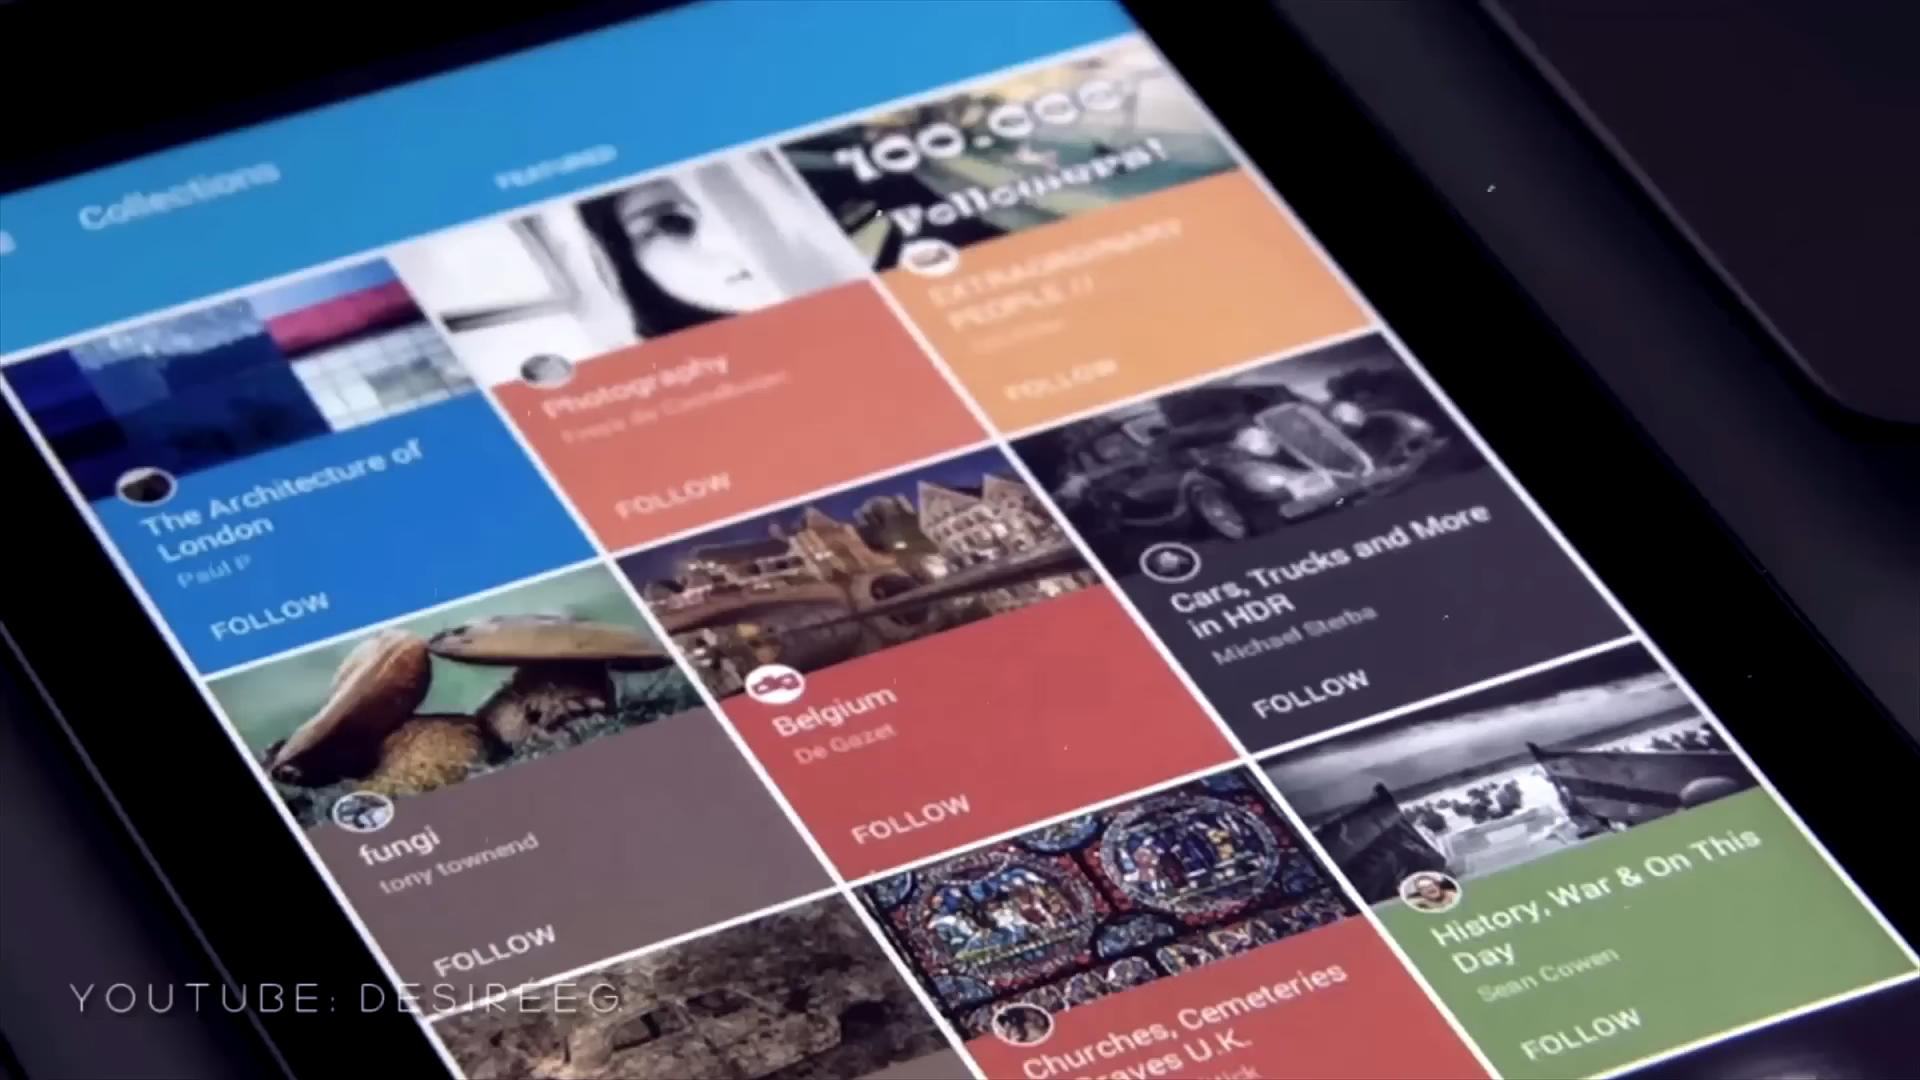 Collections
FEATURED
100.000
Followers!
The Architecture of
London
Paul P
FOLLOW
Photography
FOLLOW
EXTRAORDINARY
PEOPLE //
FOLLOW
fungi
tony townend
FOLLOW
Belgium
De Gazet
FOLLOW
Cars, Trucks and More
in HDR
Michael Sterba
FOLLOW
Churches, Cemeteries
Graves U.K.
History, War & On This
Day
Sean Cowen
FOLLOW
YOUTUBE: DESIRÉEG